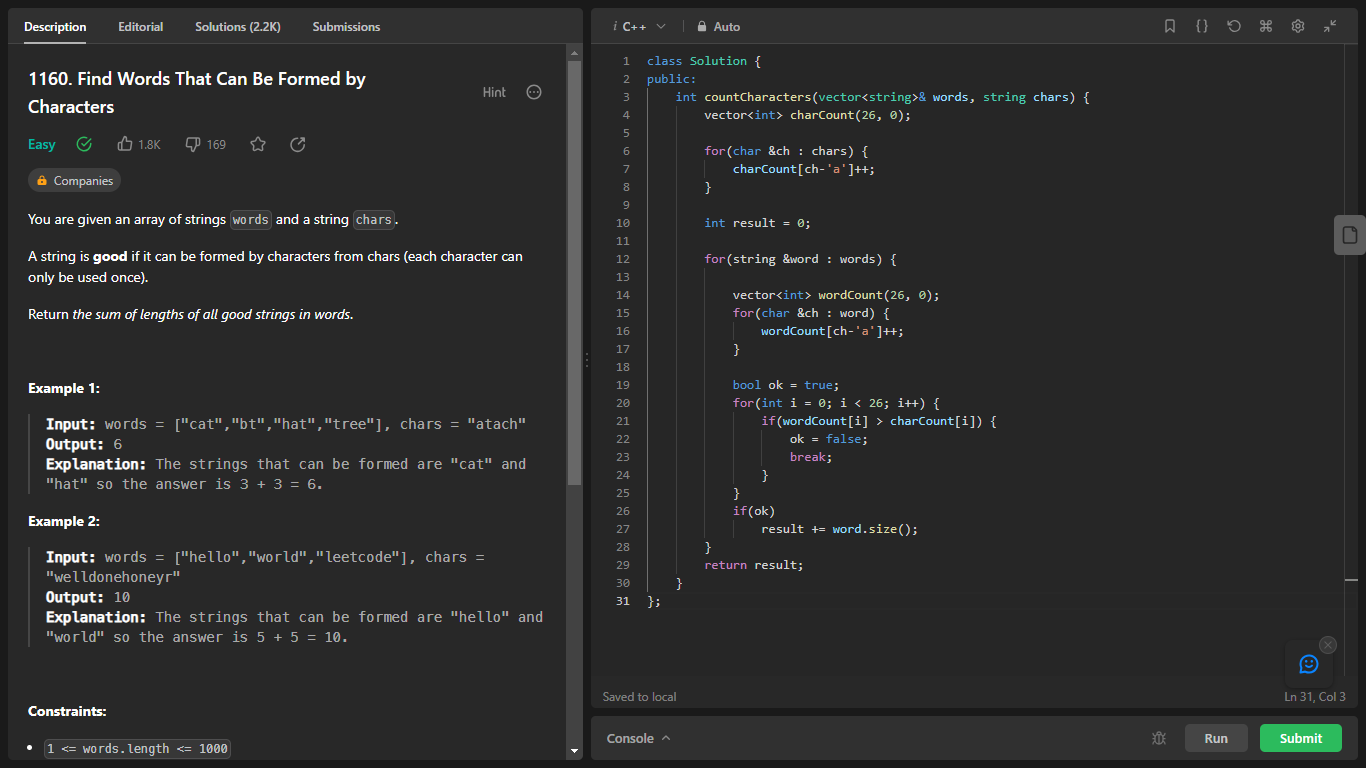 Description Editorial Solutions (2.2K) Submissions
1160. Find Words That Can Be Formed by
Characters
Hint
Easy 1.8K 169
Companies
You are given an array of strings words and a string chars.
A string is good if it can be formed by characters from chars (each character can
only be used once).
Return the sum of lengths of all good strings in words.
Example 1:
Input: words = ["cat","bt","hat","tree"], chars = "atach"
Output: 6
Explanation: The strings that can be formed are "cat" and
"hat" so the answer is 3 + 3 = 6.
Example 2:
Input: words = ["hello","world","leetcode"], chars =
"welldonehoneyr"
Output: 10
Explanation: The strings that can be formed are "hello" and
"world" so the answer is 5 + 5 = 10.
Constraints:
• 1 <= words.length <= 1000
i C++ Auto
1 class Solution {
2 public:
3     int countCharacters(vector<string>& words, string chars) {
4         vector<int> charCount(26, 0);
5
6         for(char &ch : chars) {
7             charCount[ch-'a']++;
8         }
9
10         int result = 0;
11
12         for(string &word : words) {
13
14             vector<int> wordCount(26, 0);
15             for(char &ch : word) {
16                 wordCount[ch-'a']++;
17             }
18
19             bool ok = true;
20             for(int i = 0; i < 26; i++) {
21                 if(wordCount[i] > charCount[i]) {
22                     ok = false;
23                     break;
24                 }
25             }
26             if(ok)
27                 result += word.size();
28         }
29         return result;
30     }
31 };
Saved to local Ln 31, Col 3
Console Run Submit